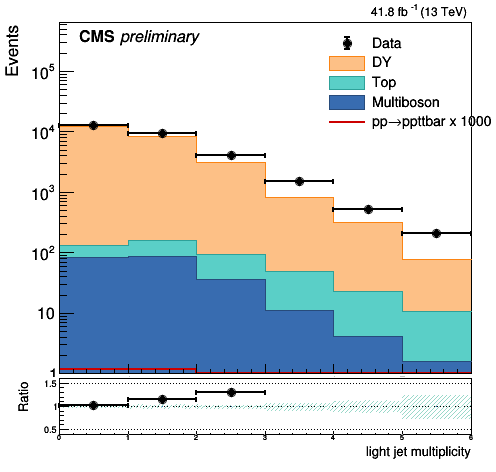 41.8 fb⁻¹ (13 TeV)
CMS preliminary
Events
Data
DY
Top
Multiboson
pp→ppttbar x 1000
10⁵
10⁴
10³
10²
10
1
Ratio
1.5
1
0.5
0 1 2 3 4 5 6
light jet multiplicity